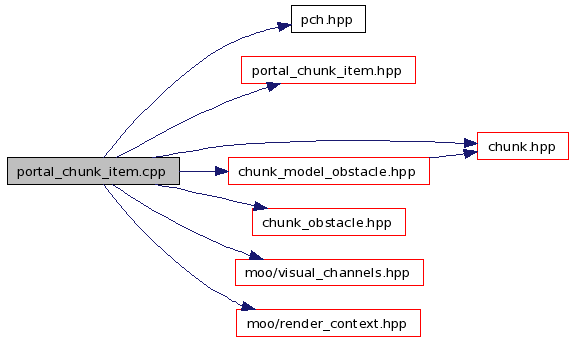 pch.hpp
portal_chunk_item.hpp
chunk.hpp
portal_chunk_item.cpp
chunk_model_obstacle.hpp
chunk_obstacle.hpp
moo/visual_channels.hpp
moo/render_context.hpp